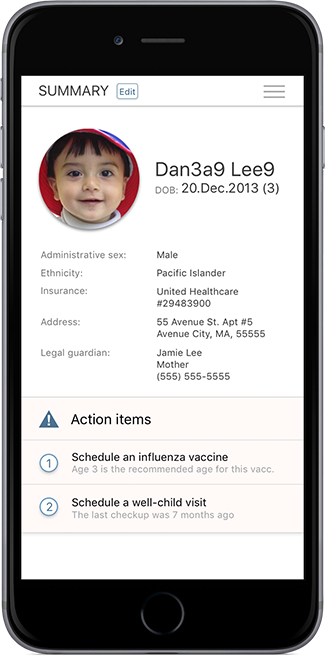 SUMMARY Edit
Dan3a9 Lee9
DOB: 20.Dec.2013 (3)
Administrative sex: Male
Ethnicity: Pacific Islander
Insurance: United Healthcare
#29483900
Address: 55 Avenue St. Apt #5
Avenue City, MA, 55555
Legal guardian: Jamie Lee
Mother
(555) 555-5555
Action items
1 Schedule an influenza vaccine
Age 3 is the recommended age for this vacc.
2 Schedule a well-child visit
The last checkup was 7 months ago